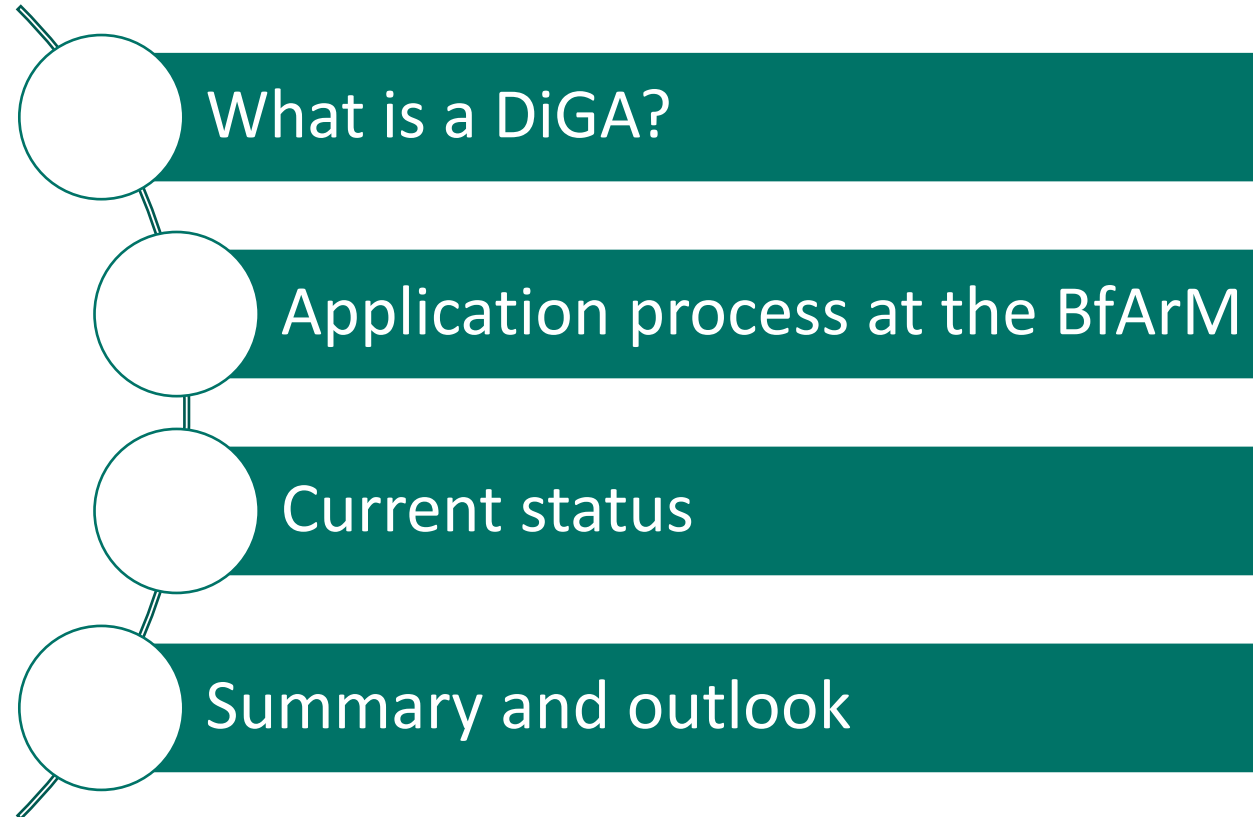 What is a DiGA?
Application process at the BfArM
Current status
Summary and outlook